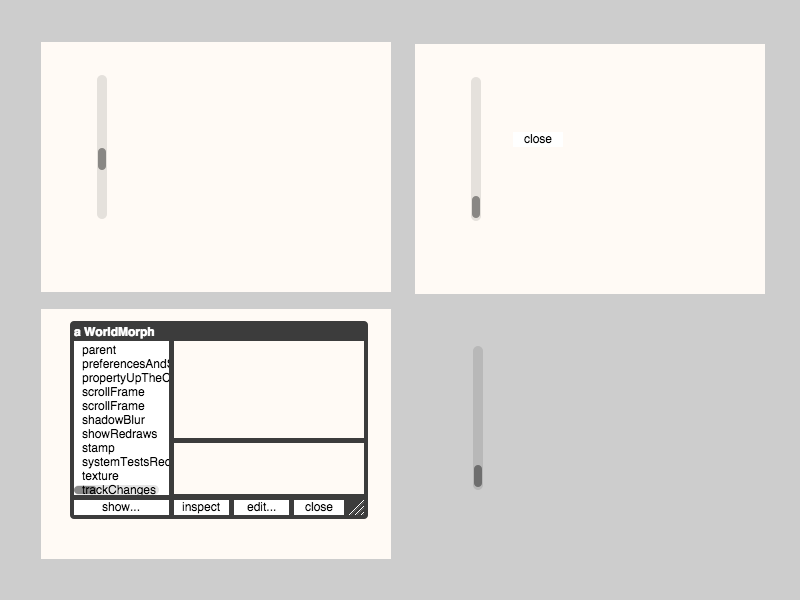 close
a WorldMorph
parent
preferencesAndS
propertyUpTheC
scrollFrame
scrollFrame
shadowBlur
showRedraws
stamp
systemTestsRec
texture
trackChanges
show... inspect edit... close